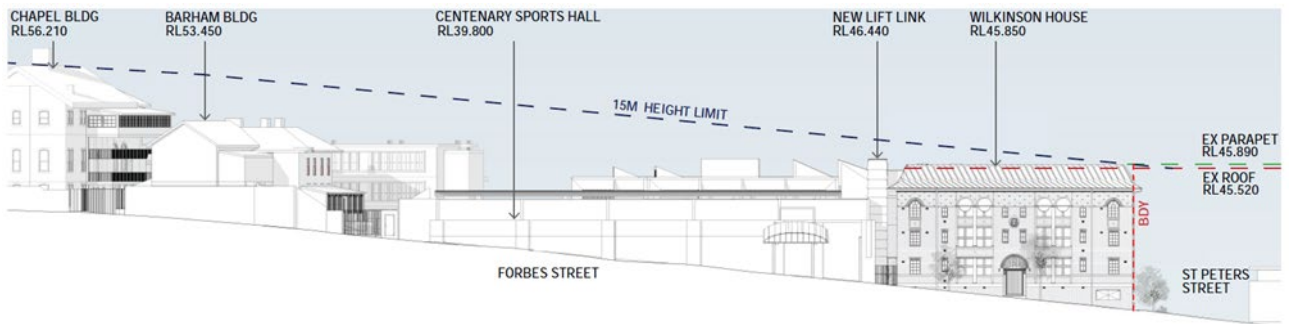 CHAPEL BLDG
RL56.210
BARHAM BLDG
RL53.450
CENTENARY SPORTS HALL
RL39.800
NEW LIFT LINK
RL46.440
WILKINSON HOUSE
RL45.850
15M HEIGHT LIMIT
EX PARAPET
RL45.890
EX ROOF
RL45.520
BDY
FORBES STREET
ST PETERS
STREET